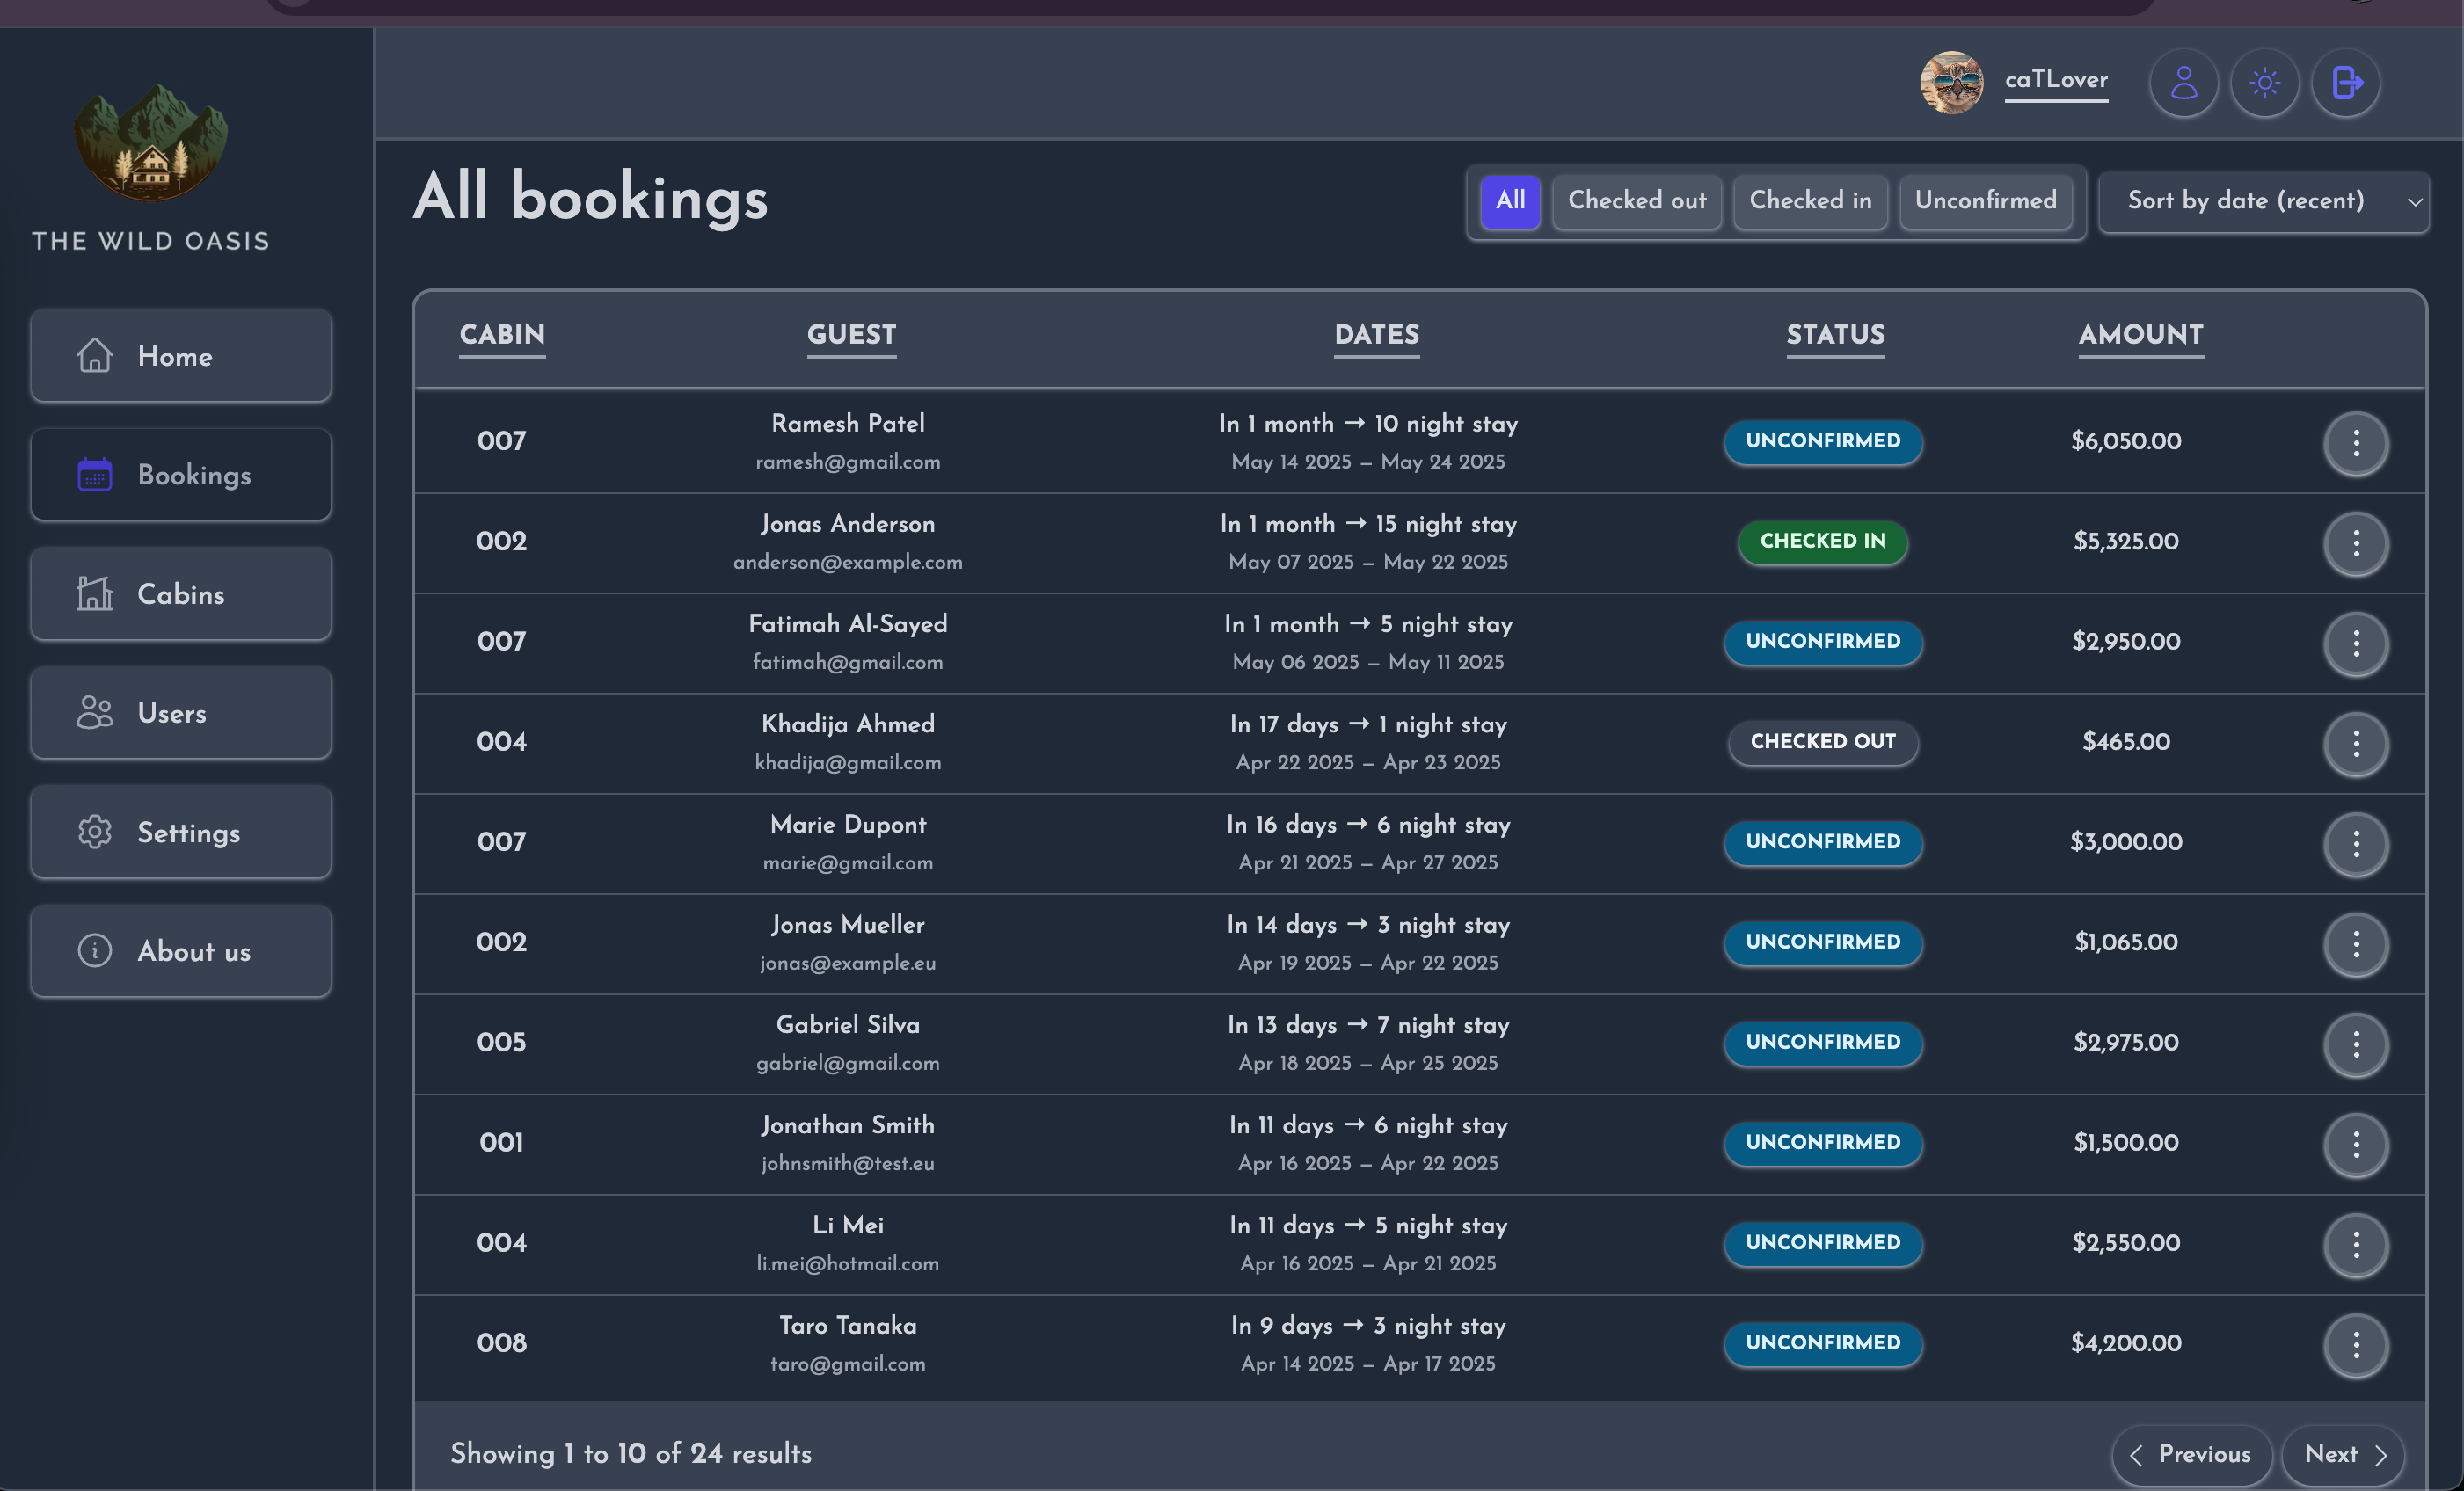 caTLover
THE WILD OASIS
Home
Bookings
Cabins
Users
Settings
About us
All bookings
All Checked out Checked in Unconfirmed Sort by date (recent)
CABIN GUEST DATES STATUS AMOUNT
007 Ramesh Patel In 1 month → 10 night stay UNCONFIRMED $6,050.00
ramesh@gmail.com May 14 2025 — May 24 2025
002 Jonas Anderson In 1 month → 15 night stay CHECKED IN $5,325.00
anderson@example.com May 07 2025 — May 22 2025
007 Fatimah Al-Sayed In 1 month → 5 night stay UNCONFIRMED $2,950.00
fatimah@gmail.com May 06 2025 — May 11 2025
004 Khadija Ahmed In 17 days → 1 night stay CHECKED OUT $465.00
khadija@gmail.com Apr 22 2025 — Apr 23 2025
007 Marie Dupont In 16 days → 6 night stay UNCONFIRMED $3,000.00
marie@gmail.com Apr 21 2025 — Apr 27 2025
002 Jonas Mueller In 14 days → 3 night stay UNCONFIRMED $1,065.00
jonas@example.eu Apr 19 2025 — Apr 22 2025
005 Gabriel Silva In 13 days → 7 night stay UNCONFIRMED $2,975.00
gabriel@gmail.com Apr 18 2025 — Apr 25 2025
001 Jonathan Smith In 11 days → 6 night stay UNCONFIRMED $1,500.00
johnsmith@test.eu Apr 16 2025 — Apr 22 2025
004 Li Mei In 11 days → 5 night stay UNCONFIRMED $2,550.00
li.mei@hotmail.com Apr 16 2025 — Apr 21 2025
008 Taro Tanaka In 9 days → 3 night stay UNCONFIRMED $4,200.00
taro@gmail.com Apr 14 2025 — Apr 17 2025
Showing 1 to 10 of 24 results Previous Next